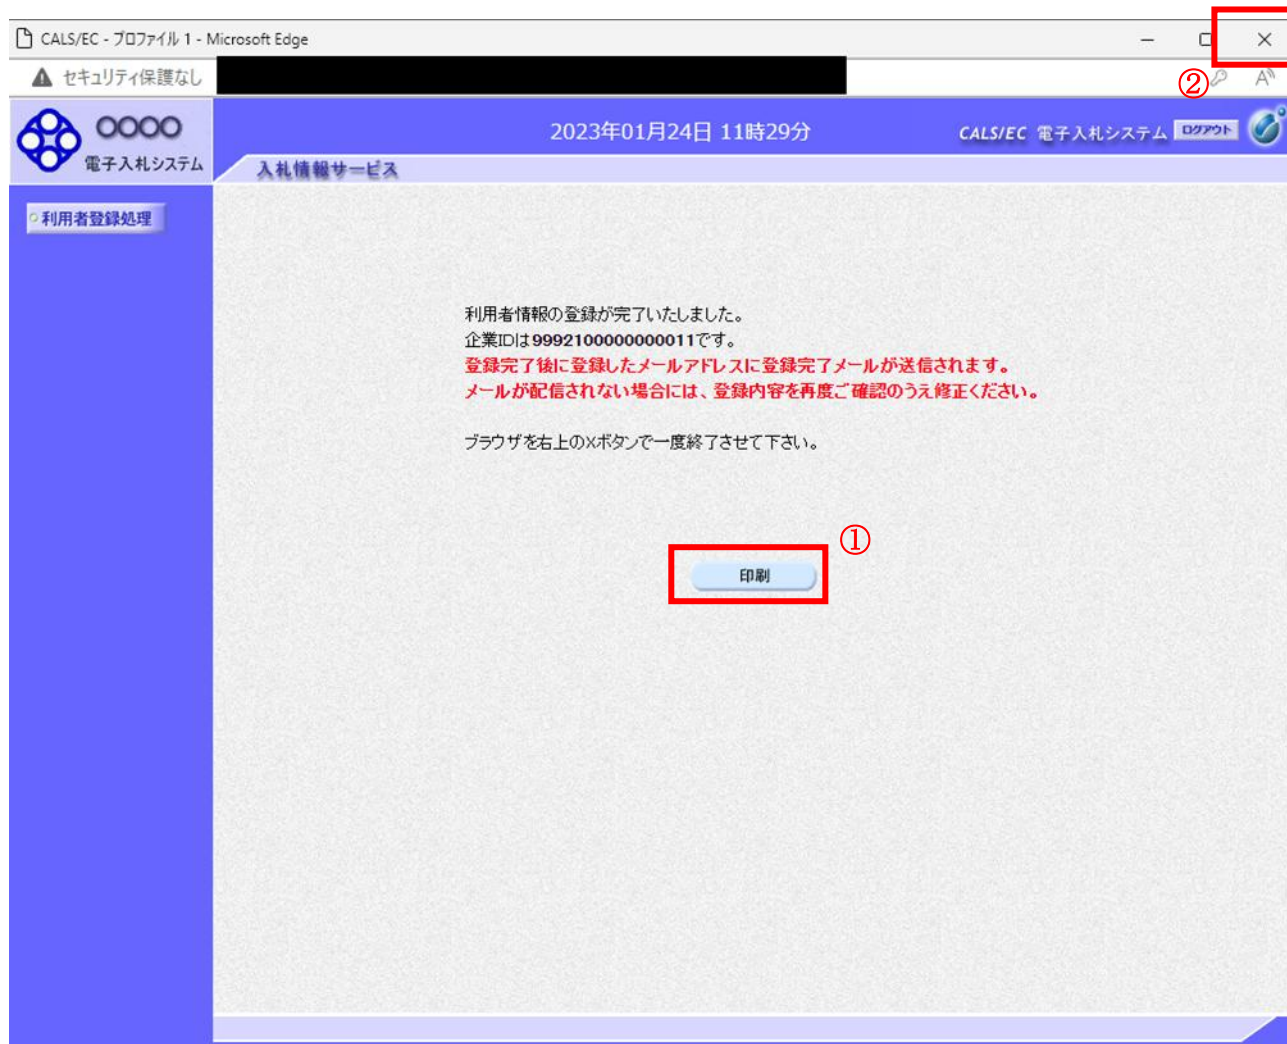 CALS/EC - プロファイル 1 - Microsoft Edge
②
セキュリティ保護なし
〇〇〇〇
電子入札システム
2023年01月24日 11時29分
CALS/EC 電子入札システム
ログアウト
入札情報サービス
利用者登録処理
利用者情報の登録が完了いたしました。
企業IDは9992100000000011です。
登録完了後に登録したメールアドレスに登録完了メールが送信されます。
メールが配信されない場合には、登録内容を再度ご確認のうえ修正ください。
ブラウザを右上の×ボタンで一度終了させて下さい。
①
印刷